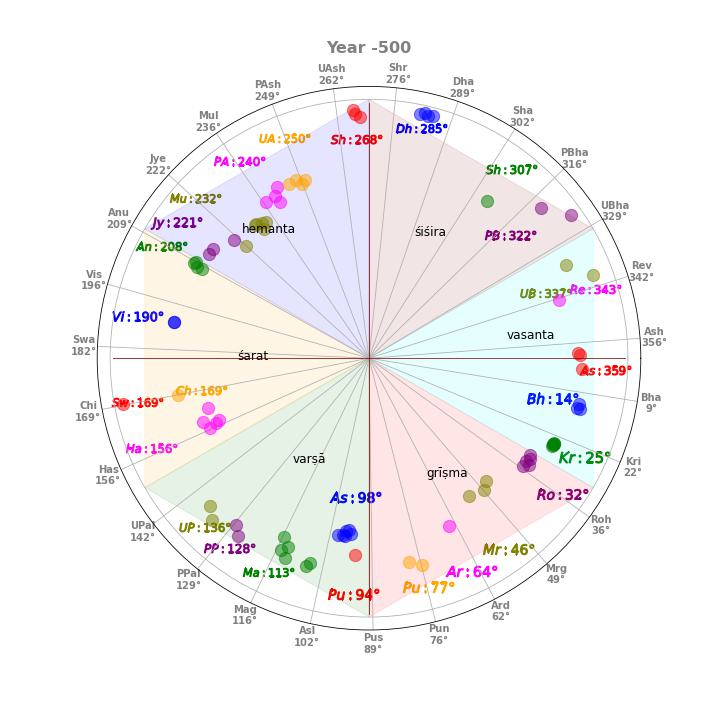 Year -500
UAsh
262°
Shr
276°
PAsh
249°
Dha
289°
Mul
236°
Sha
302°
Jye
222°
PBha
316°
Anu
209°
UBha
329°
Vis
196°
Rev
342°
Swa
182°
Ash
356°
Chi
169°
Bha
9°
Has
156°
Kri
22°
UPal
142°
Roh
36°
PPal
129°
Mrg
49°
Mag
116°
Ard
62°
Asl
102°
Pun
76°
Pus
89°
UA:250°
Sh:268°
Dh:285°
PA:240°
Sh:307°
Mu:232°
Jy:221°
An:208°
PB:322°
UB:337°
Re:343°
Vi:190°
As:359°
Sw:169°
Ch:169°
Bh:14°
Ha:156°
Kr:25°
Ro:32°
As:98°
UP:136°
PP:128°
Ma:113°
Mr:46°
Ar:64°
Pu:77°
Pu:94°
hemanta
śiśira
vasanta
śarat
varṣā
grīṣma